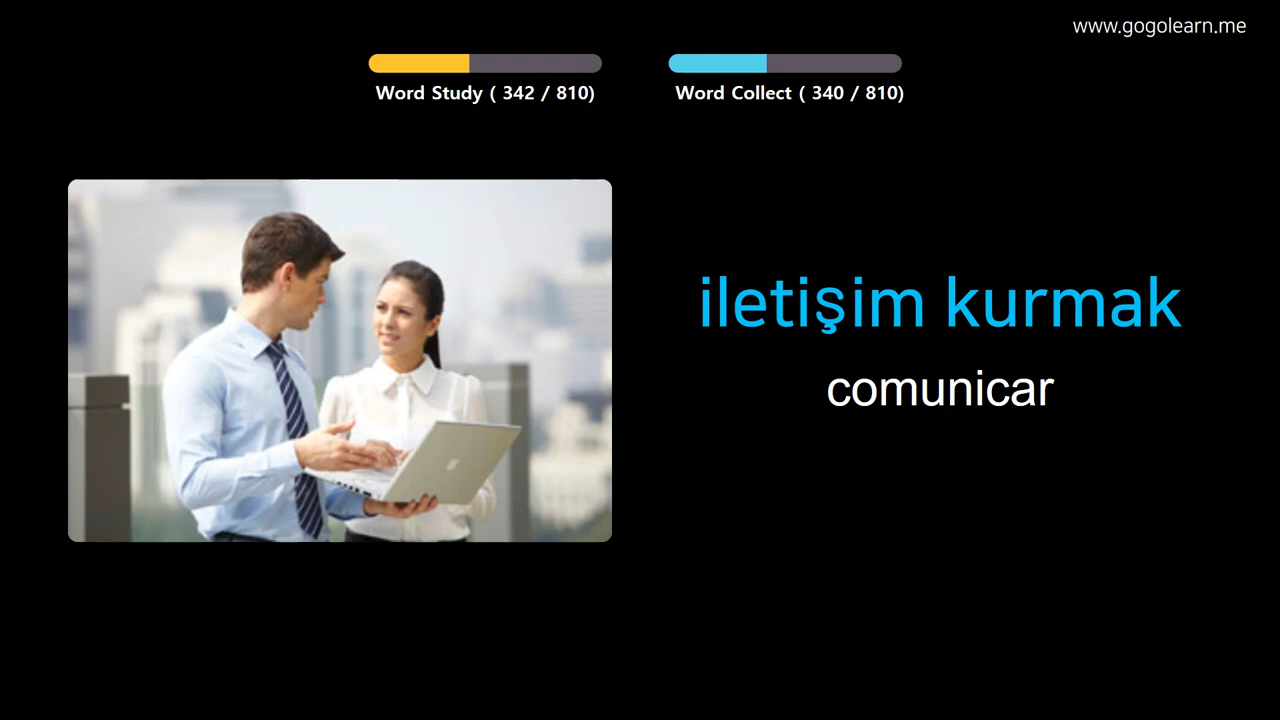 www.gogolearn.me
Word Study ( 342 / 810)
Word Collect ( 340 / 810)
iletişim kurmak
comunicar